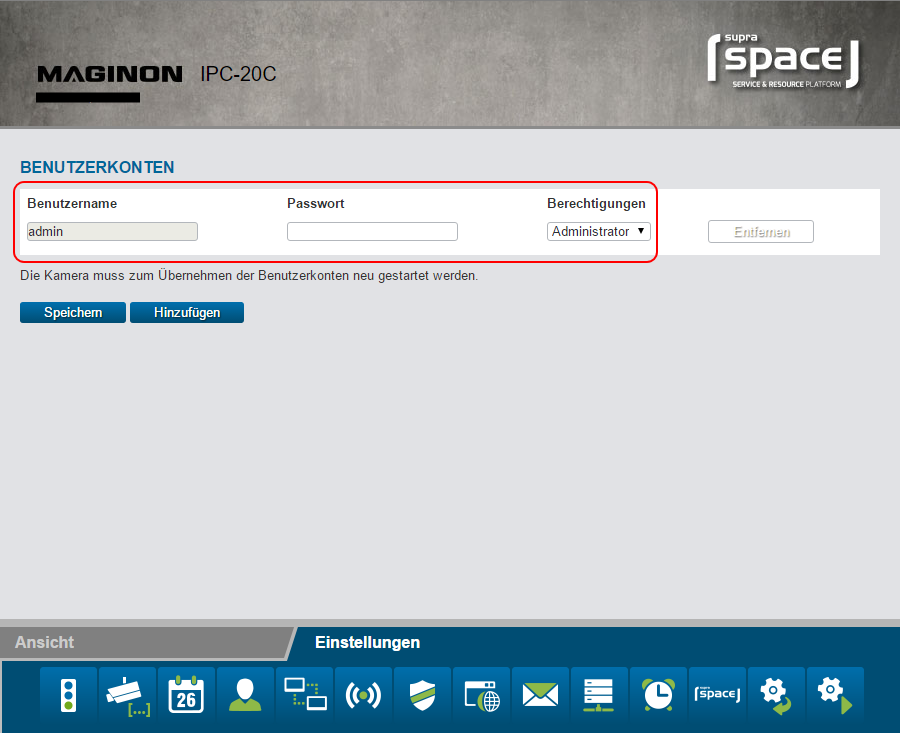 MAGINON IPC-20C
supra
space
SERVICE & RESOURCE PLATFORM
BENUTZERKONTEN
Benutzername Passwort Berechtigungen
admin Administrator Entfernen
Die Kamera muss zum Übernehmen der Benutzerkonten neu gestartet werden.
Speichern Hinzufügen
Ansicht Einstellungen
[...] 26 supra space